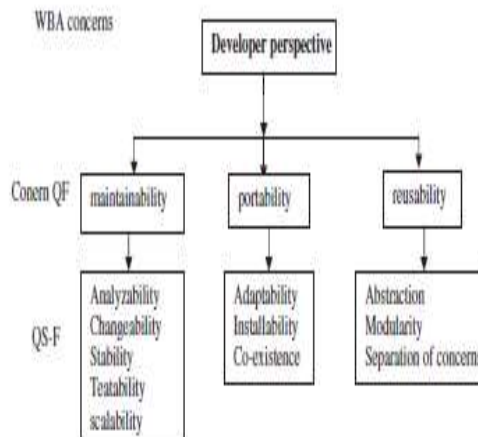 WBA concerns
Developer perspective
Conern QF
maintainability
portability
reusability
QS-F
Analyzability
Changeability
Stability
Teatability
scalability
Adaptability
Installability
Co-existence
Abstraction
Modularity
Separation of concerns